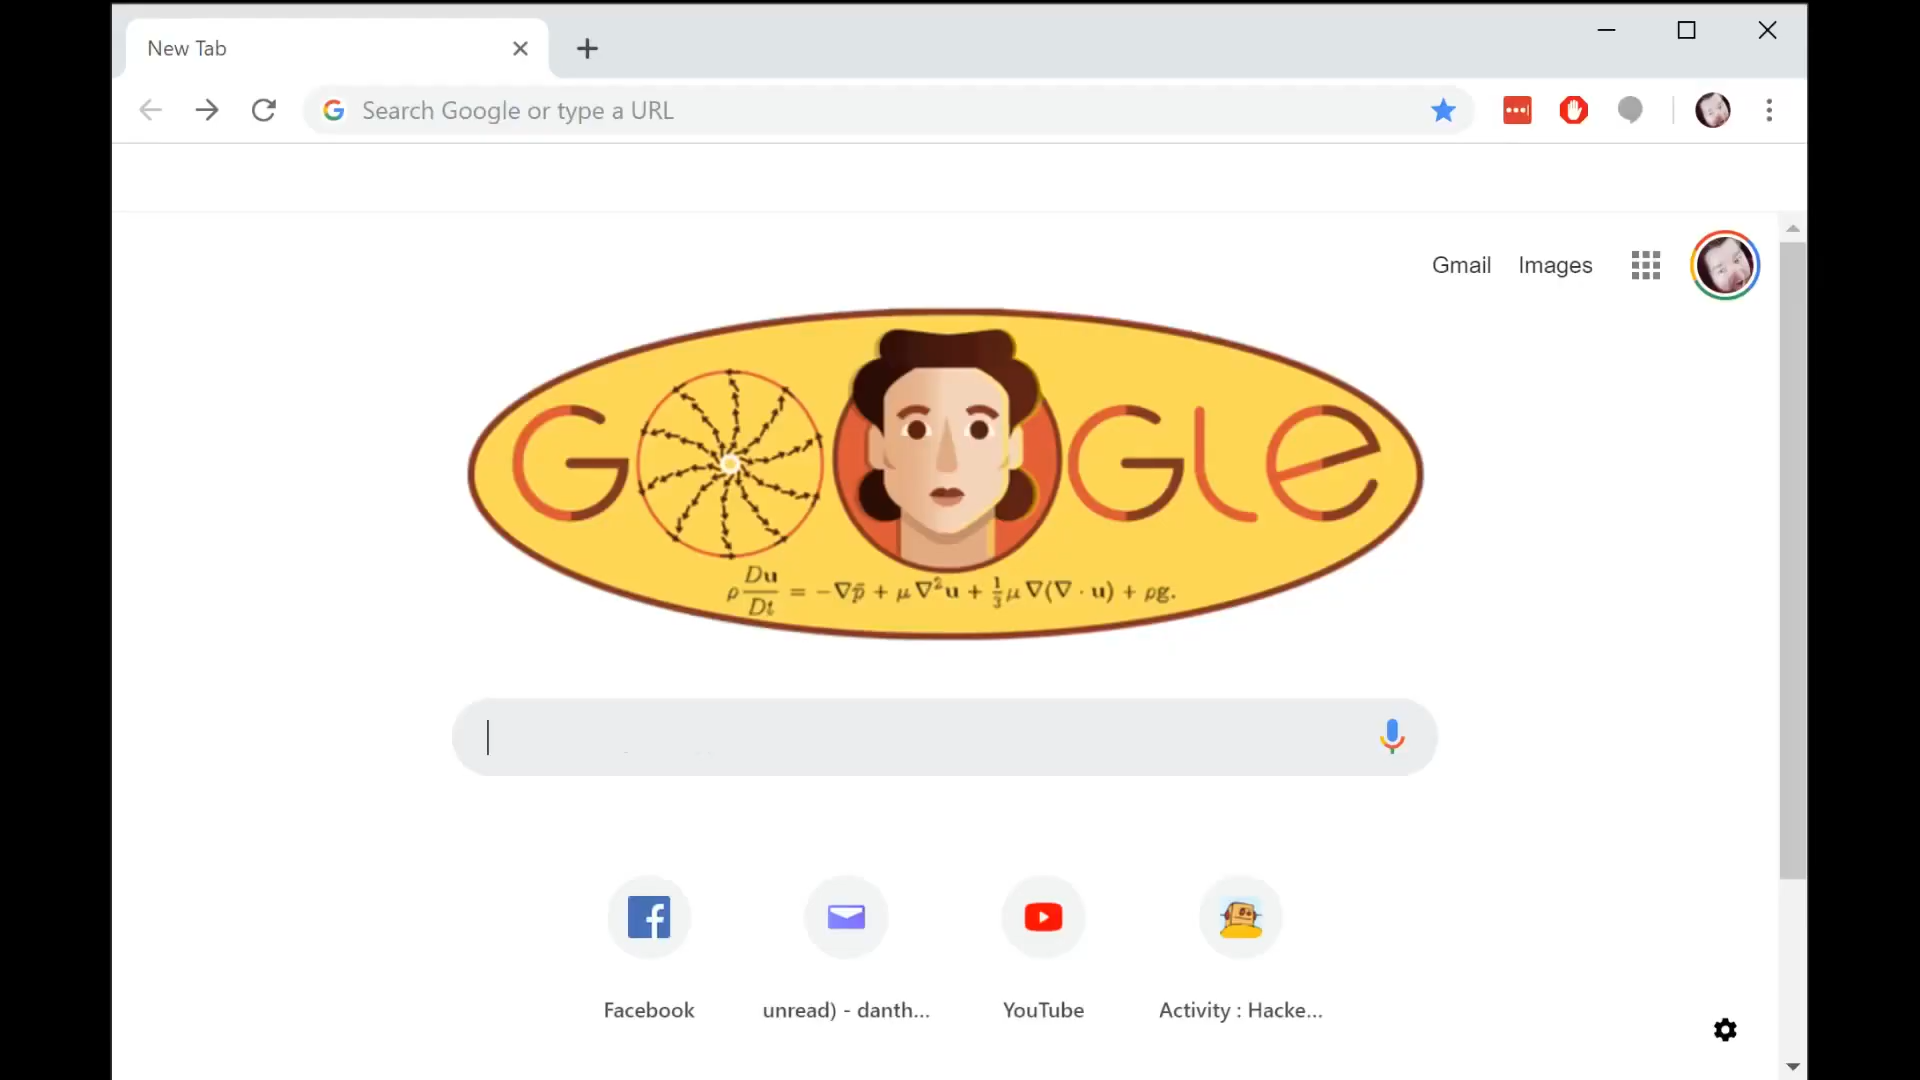 New Tab
Search Google or type a URL
Gmail Images
Google
ρ Du/Dt = −∇p̄ + μ∇²u + ⅓μ∇(∇ · u) + ρg.
Facebook
unread) - danth...
YouTube
Activity : Hacke...